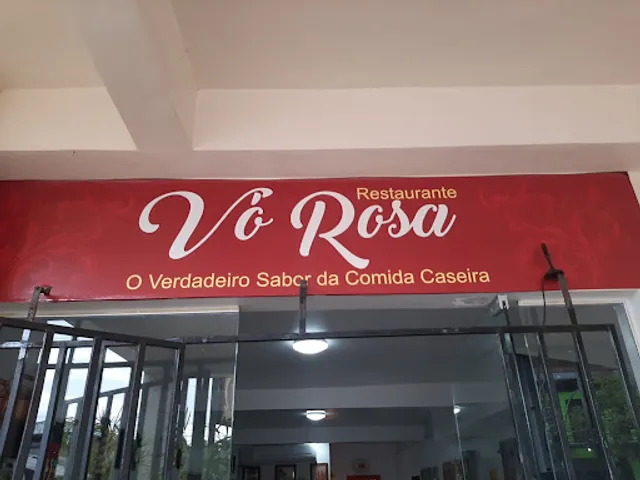 Restaurante
Vó Rosa
O Verdadeiro Sabor da Comida Caseira